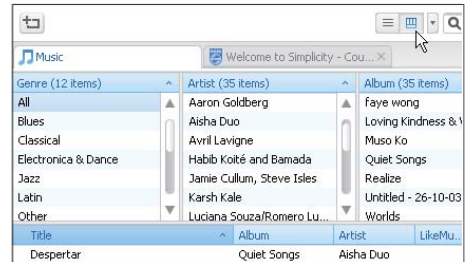 Music
Welcome to Simplicity - Cou...
Genre (12 items)
Artist (35 items)
Album (35 items)
All
Aaron Goldberg
faye wong
Blues
Aisha Duo
Loving Kindness &
Classical
Avril Lavigne
Muso Ko
Electronica & Dance
Habib Koité and Bamada
Quiet Songs
Jazz
Jamie Cullum, Steve Isles
Realize
Latin
Karsh Kale
Untitled - 26-10-03
Other
Luciana Souza/Romero Lu...
Worlds
Title
Album
Artist
LikeMu..
Despertar
Quiet Songs
Aisha Duo